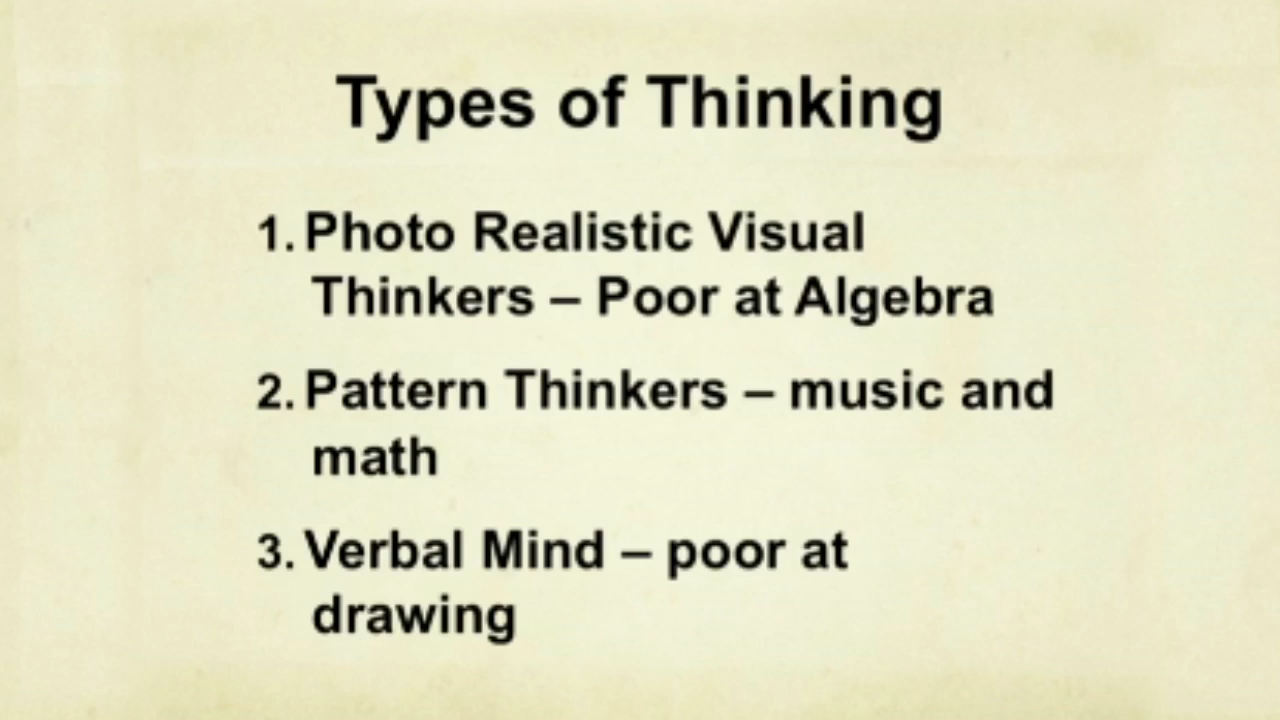 Types of Thinking
1. Photo Realistic Visual
Thinkers – Poor at Algebra
2. Pattern Thinkers – music and
math
3. Verbal Mind – poor at
drawing